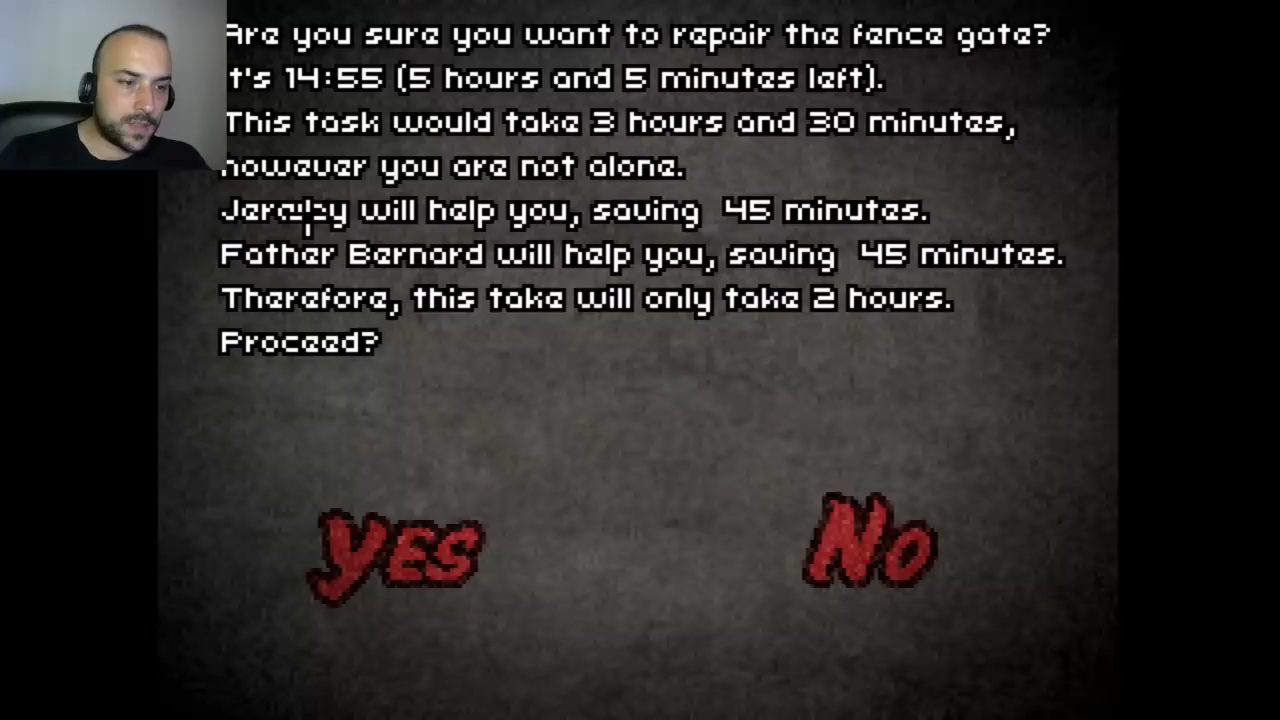 Are you sure you want to repair the fence gate?
It's 14:55 (5 hours and 5 minutes left).
This task would take 3 hours and 30 minutes,
however you are not alone.
will help you, saving 45 minutes.
Father Bernard will help you, saving 45 minutes.
Therefore, this take will only take 2 hours.
Proceed?
Yes
No